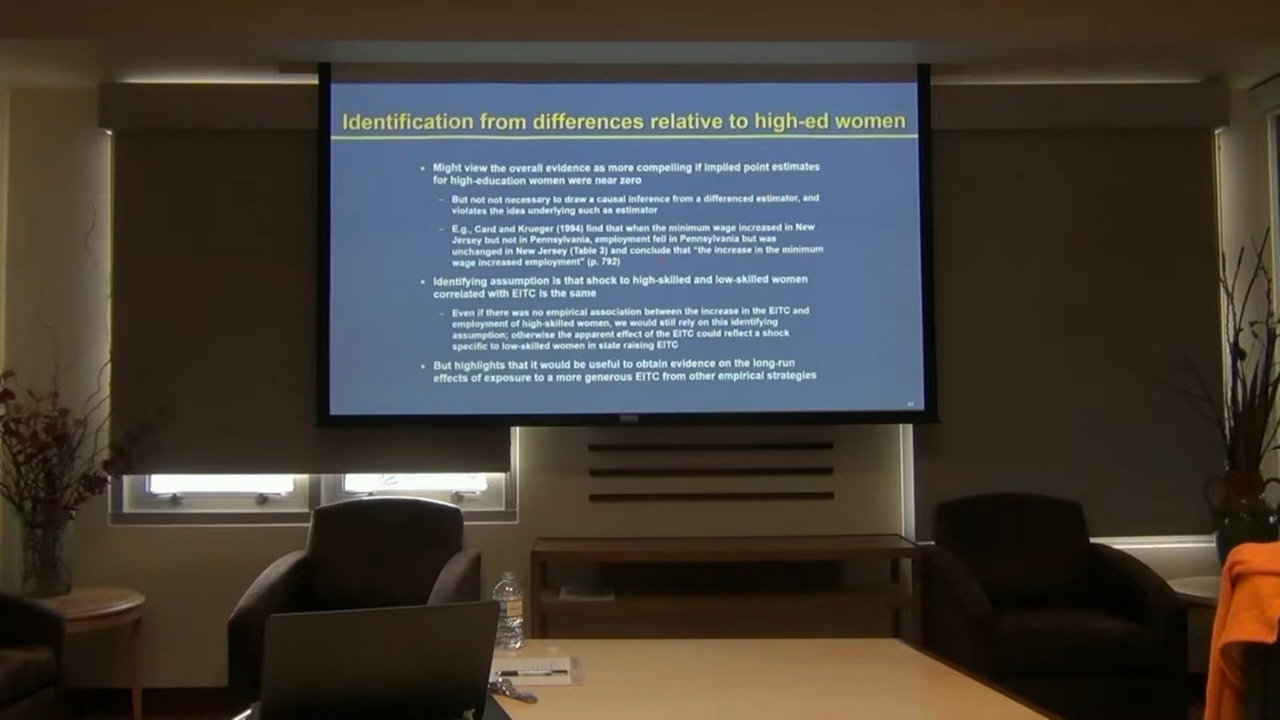 Identification from differences relative to high-ed women
• Might view the overall evidence as more compelling if implied point estimates
for high-education women were near zero
– But not not necessary to draw a causal inference from a differenced estimator, and
violates the idea underlying such as estimator
– E.g., Card and Krueger (1994) find that when the minimum wage increased in New
Jersey but not in Pennsylvania, employment fell in Pennsylvania but was
unchanged in New Jersey (Table 3) and conclude that "the increase in the minimum
wage increased employment" (p. 792)
• Identifying assumption is that shock to high-skilled and low-skilled women
correlated with EITC is the same
– Even if there was no empirical association between the increase in the EITC and
employment of high-skilled women, we would still rely on this identifying
assumption; otherwise the apparent effect of the EITC could reflect a shock
specific to low-skilled women in state raising EITC
• But highlights that it would be useful to obtain evidence on the long-run
effects of exposure to a more generous EITC from other empirical strategies